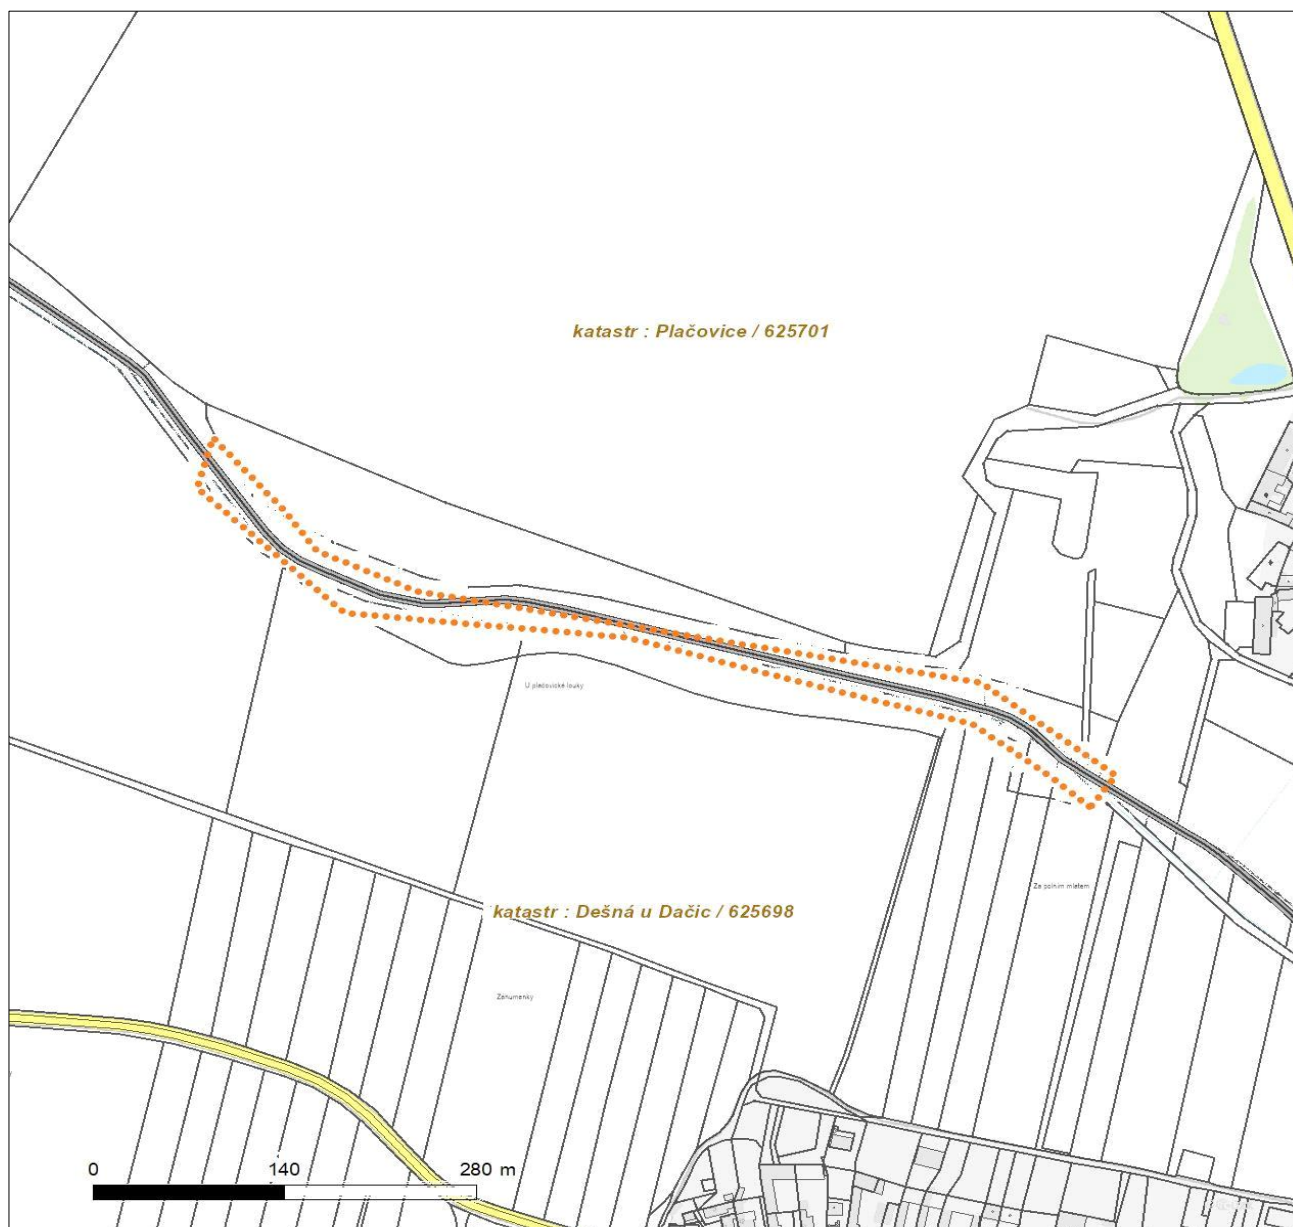 katastr : Plačovice / 625701
U plačovické louky
Za polním mlatem
katastr : Dešná u Dačic / 625698
Záhumenky
0 140 280 m